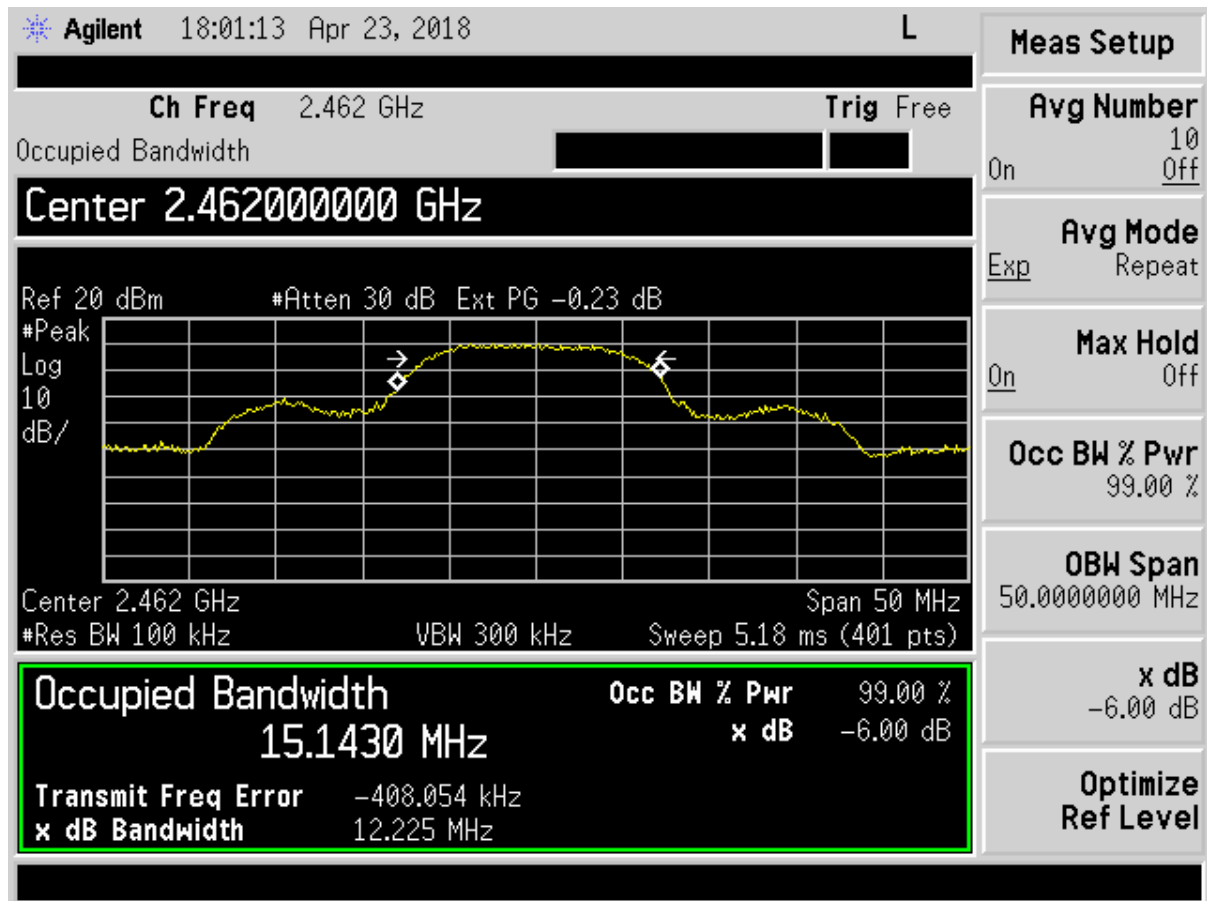 Agilent 18:01:13 Apr 23, 2018 L
Ch Freq 2.462 GHz Trig Free
Occupied Bandwidth
Center 2.462000000 GHz
Ref 20 dBm #Atten 30 dB Ext PG -0.23 dB
#Peak
Log
10
dB/
Center 2.462 GHz Span 50 MHz
#Res BW 100 kHz VBW 300 kHz Sweep 5.18 ms (401 pts)
Occupied Bandwidth Occ BW % Pwr 99.00 %
15.1430 MHz x dB -6.00 dB
Transmit Freq Error -408.054 kHz
x dB Bandwidth 12.225 MHz
Meas Setup
Avg Number
10
On Off
Avg Mode
Exp Repeat
Max Hold
On Off
Occ BW % Pwr
99.00 %
OBW Span
50.0000000 MHz
x dB
-6.00 dB
Optimize
Ref Level